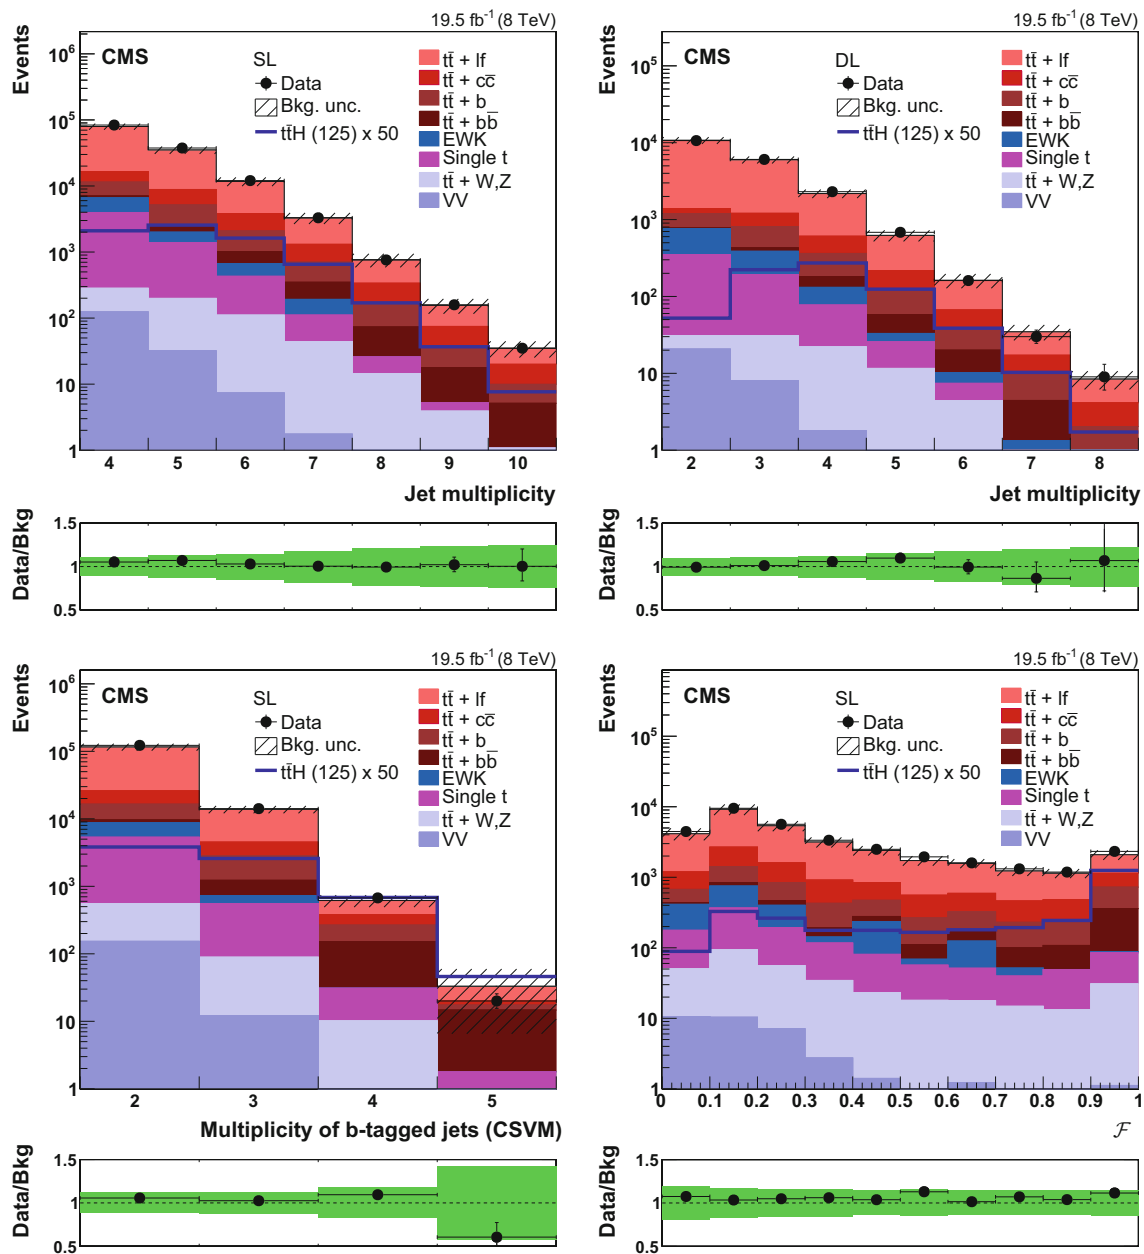 19.5 fb⁻¹ (8 TeV)
Events
10⁶
10⁵
10⁴
10³
10²
10
1
CMS
SL
Data
Bkg. unc.
tt̄H (125) x 50
tt̄ + lf
tt̄ + cc̄
tt̄ + b
tt̄ + bb̄
EWK
Single t
tt̄ + W,Z
VV
4 5 6 7 8 9 10
Jet multiplicity
Data/Bkg
1.5
1
0.5
19.5 fb⁻¹ (8 TeV)
Events
10⁵
10⁴
10³
10²
10
1
CMS
DL
Data
Bkg. unc.
tt̄H (125) x 50
tt̄ + lf
tt̄ + cc̄
tt̄ + b
tt̄ + bb̄
EWK
Single t
tt̄ + W,Z
VV
2 3 4 5 6 7 8
Jet multiplicity
Data/Bkg
1.5
1
0.5
19.5 fb⁻¹ (8 TeV)
Events
10⁶
10⁵
10⁴
10³
10²
10
1
CMS
SL
Data
Bkg. unc.
tt̄H (125) x 50
tt̄ + lf
tt̄ + cc̄
tt̄ + b
tt̄ + bb̄
EWK
Single t
tt̄ + W,Z
VV
2 3 4 5
Multiplicity of b-tagged jets (CSVM)
Data/Bkg
1.5
1
0.5
19.5 fb⁻¹ (8 TeV)
Events
10⁵
10⁴
10³
10²
10
1
CMS
SL
Data
Bkg. unc.
tt̄H (125) x 50
tt̄ + lf
tt̄ + cc̄
tt̄ + b
tt̄ + bb̄
EWK
Single t
tt̄ + W,Z
VV
0 0.1 0.2 0.3 0.4 0.5 0.6 0.7 0.8 0.9 1
ℱ
Data/Bkg
1.5
1
0.5